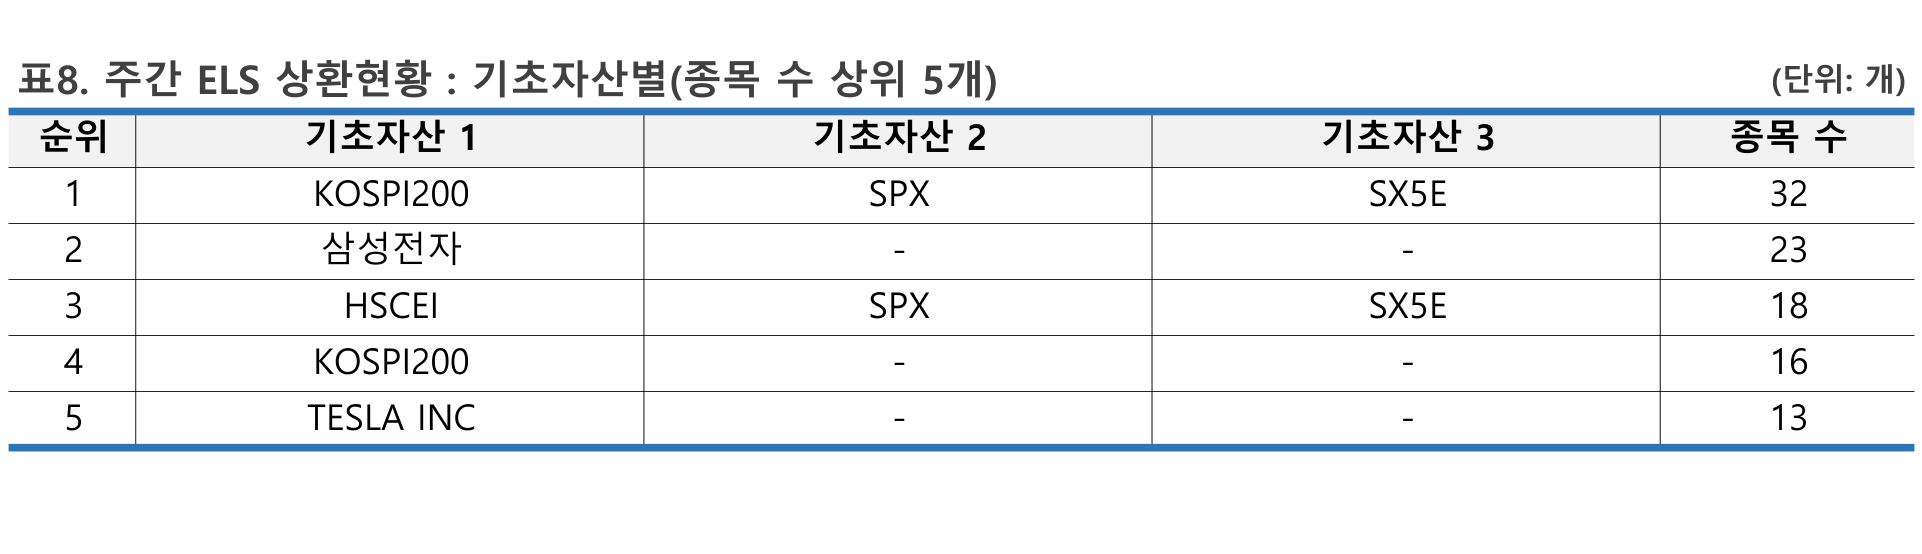 표8. 주간 ELS 상환현황 : 기초자산별(종목 수 상위 5개) (단위: 개)
순위 기초자산 1 기초자산 2 기초자산 3 종목 수
1 KOSPI200 SPX SX5E 32
2 삼성전자 - - 23
3 HSCEI SPX SX5E 18
4 KOSPI200 - - 16
5 TESLA INC - - 13